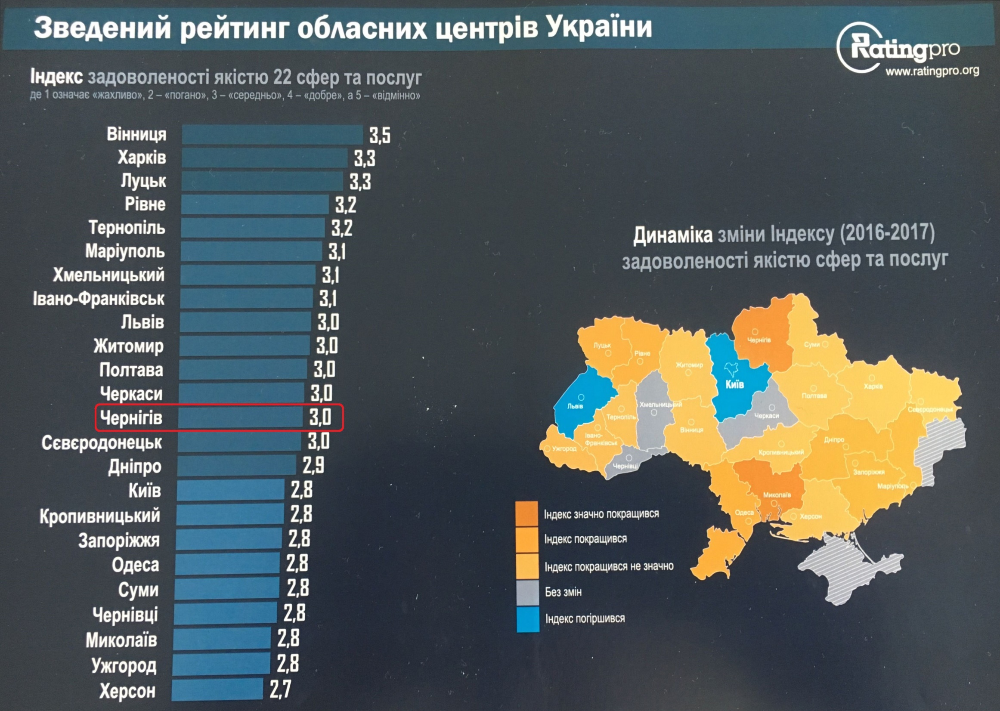 Зведений рейтинг обласних центрів України
Ratingpro
www.ratingpro.org
Індекс задоволеності якістю 22 сфер та послуг
де 1 означає «жахливо», 2 – «погано», 3 – «середньо», 4 – «добре», а 5 – «відмінно»
Вінниця 3,5
Харків 3,3
Луцьк 3,3
Рівне 3,2
Тернопіль 3,2
Маріуполь 3,1
Хмельницький 3,1
Івано-Франківськ 3,1
Львів 3,0
Житомир 3,0
Полтава 3,0
Черкаси 3,0
Чернігів 3,0
Сєвєродонецьк 3,0
Дніпро 2,9
Київ 2,8
Кропивницький 2,8
Запоріжжя 2,8
Одеса 2,8
Суми 2,8
Чернівці 2,8
Миколаїв 2,8
Ужгород 2,8
Херсон 2,7
Динаміка зміни Індексу (2016-2017)
задоволеності якістю сфер та послуг
Чернігів
Луцьк
Суми
Рівне
Житомир
Київ
Харків
Полтава
Львів
Хмельницький
Сєвєродонецьк
Черкаси
Тернопіль
Вінниця
Івано-
Франківськ
Дніпро
Ужгород
Кропивницький
Чернівці
Запоріжжя
Маріуполь
Миколаїв
Одеса
Херсон
Індекс значно покращився
Індекс покращився
Індекс покращився не значно
Без змін
Індекс погіршився